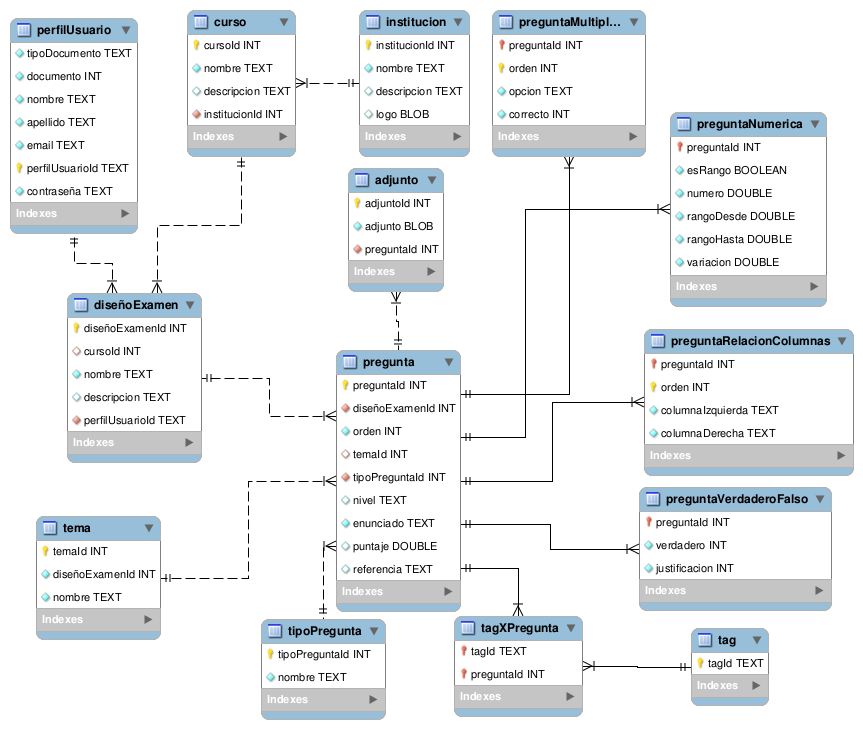 perfilUsuario
tipoDocumento TEXT
documento INT
nombre TEXT
apellido TEXT
email TEXT
perfilUsuarioId TEXT
contraseña TEXT
Indexes
curso
cursoId INT
nombre TEXT
descripcion TEXT
institucionId INT
Indexes
institucion
institucionId INT
nombre TEXT
descripcion TEXT
logo BLOB
Indexes
preguntaMultipl...
preguntaId INT
orden INT
opcion TEXT
correcto INT
Indexes
preguntaNumerica
preguntaId INT
esRango BOOLEAN
numero DOUBLE
rangoDesde DOUBLE
rangoHasta DOUBLE
variacion DOUBLE
Indexes
adjunto
adjuntoId INT
adjunto BLOB
preguntaId INT
Indexes
diseñoExamen
diseñoExamenId INT
cursoId INT
nombre TEXT
descripcion TEXT
perfilUsuarioId TEXT
Indexes
pregunta
preguntaId INT
diseñoExamenId INT
orden INT
temaId INT
tipoPreguntaId INT
nivel TEXT
enunciado TEXT
puntaje DOUBLE
referencia TEXT
Indexes
preguntaRelacionColumnas
preguntaId INT
orden INT
columnaIzquierda TEXT
columnaDerecha TEXT
Indexes
preguntaVerdaderoFalso
preguntaId INT
verdadero INT
justificacion INT
Indexes
tema
temaId INT
diseñoExamenId INT
nombre TEXT
Indexes
tipoPregunta
tipoPreguntaId INT
nombre TEXT
Indexes
tagXPregunta
tagId TEXT
preguntaId INT
Indexes
tag
tagId TEXT
Indexes